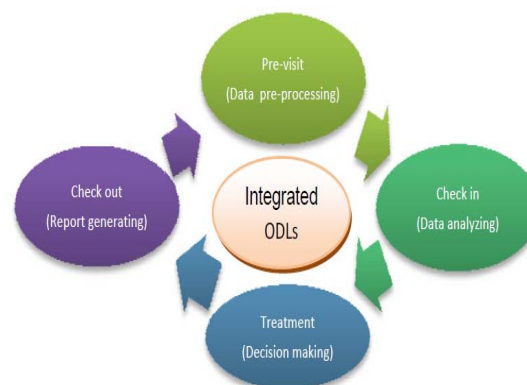 Pre-visit
(Data pre-processing)
Check out
(Report generating)
Integrated
ODLs
Check in
(Data analyzing)
Treatment
(Decision making)